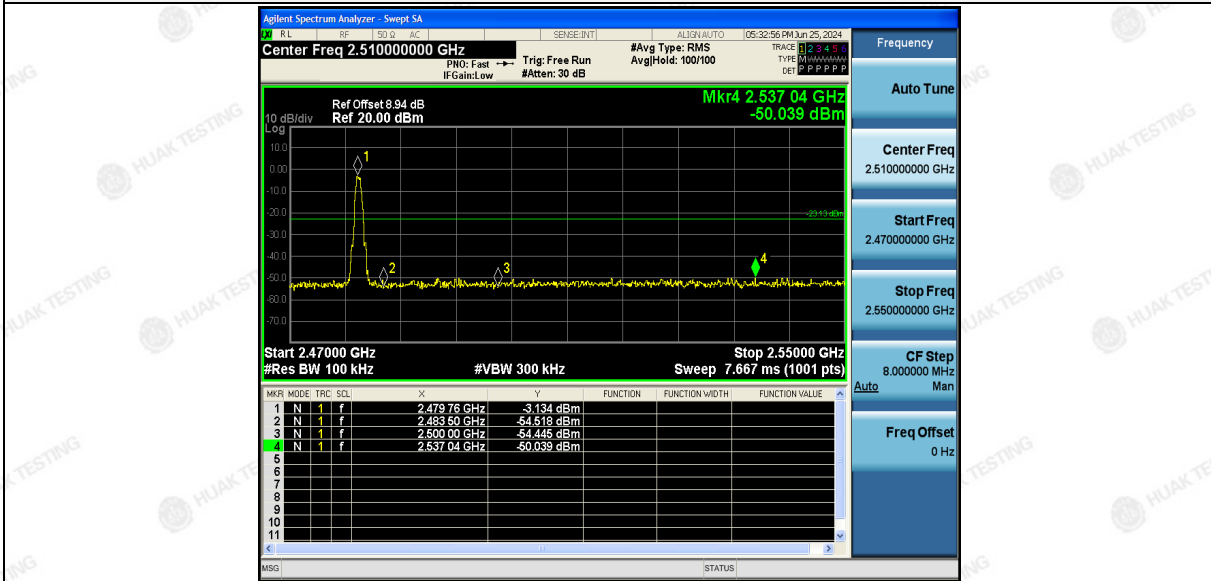 Agilent Spectrum Analyzer - Swept SA
LXI RL RF 50 Ω AC SENSE:INT ALIGN AUTO 05:32:56 PM Jun 25, 2024
Center Freq 2.510000000 GHz
PNO: Fast
IFGain:Low
Trig: Free Run
#Atten: 30 dB
#Avg Type: RMS
Avg|Hold: 100/100
TRACE 1 2 3 4 5 6
TYPE M
DET P P P P P P
Frequency
Mkr4 2.537 04 GHz
-50.039 dBm
Ref Offset 8.94 dB
10 dB/div Ref 20.00 dBm
Log
10.0
0.00
-10.0
-20.0
-30.0
-40.0
-50.0
-60.0
-70.0
1
2
3
4
-23.13 dBm
Start 2.47000 GHz Stop 2.55000 GHz
#Res BW 100 kHz #VBW 300 kHz Sweep 7.667 ms (1001 pts)
MKR MODE TRC SCL X Y FUNCTION FUNCTION WIDTH FUNCTION VALUE
1 N 1 f 2.479 76 GHz -3.134 dBm
2 N 1 f 2.483 50 GHz -54.518 dBm
3 N 1 f 2.500 00 GHz -54.445 dBm
4 N 1 f 2.537 04 GHz -50.039 dBm
5
6
7
8
9
10
11
MSG STATUS
Auto Tune
Center Freq
2.510000000 GHz
Start Freq
2.470000000 GHz
Stop Freq
2.550000000 GHz
CF Step
8.000000 MHz
Auto Man
Freq Offset
0 Hz
HUAK TESTING